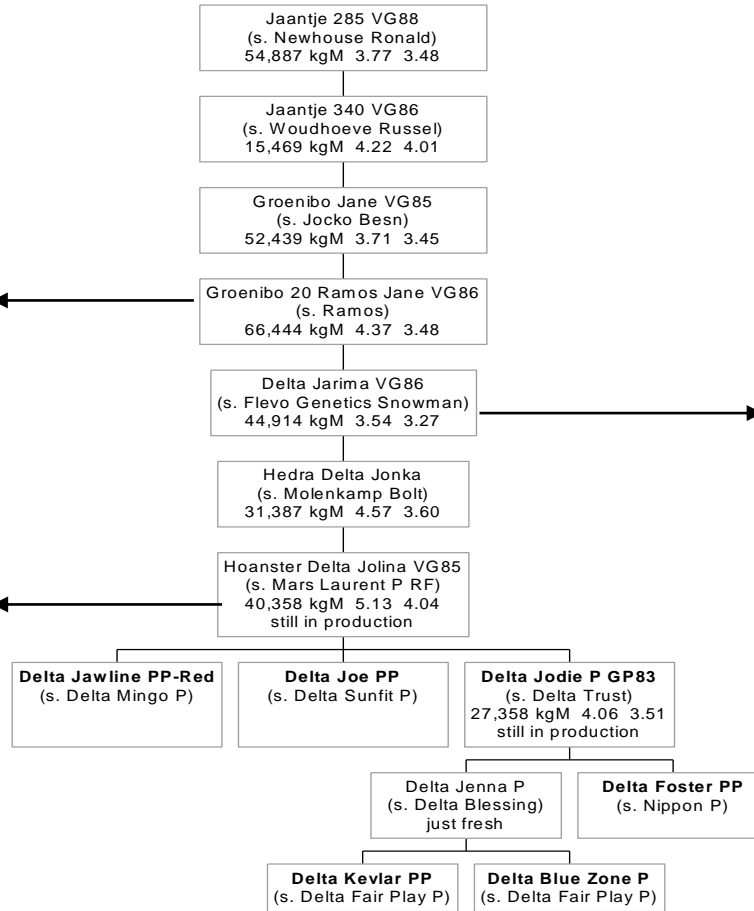 Jaantje 285 VG88
(s. Newhouse Ronald)
54,887 kgM 3.77 3.48
Jaantje 340 VG86
(s. Woudhoeve Russel)
15,469 kgM 4.22 4.01
Groenibo Jane VG85
(s. Jocko Besn)
52,439 kgM 3.71 3.45
Groenibo 20 Ramos Jane VG86
(s. Ramos)
66,444 kgM 4.37 3.48
Delta Jarima VG86
(s. Flevo Genetics Snowman)
44,914 kgM 3.54 3.27
Hedra Delta Jonka
(s. Molenkamp Bolt)
31,387 kgM 4.57 3.60
Hoanster Delta Jolina VG85
(s. Mars Laurent P RF)
40,358 kgM 5.13 4.04
still in production
Delta Jawline PP-Red
(s. Delta Mingo P)
Delta Joe PP
(s. Delta Sunfit P)
Delta Jodie P GP83
(s. Delta Trust)
27,358 kgM 4.06 3.51
still in production
Delta Jenna P
(s. Delta Blessing)
just fresh
Delta Foster PP
(s. Nippon P)
Delta Kevlar PP
(s. Delta Fair Play P)
Delta Blue Zone P
(s. Delta Fair Play P)